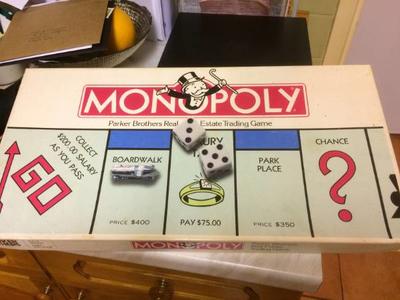 MONOPOLY
Parker Brothers Real Estate Trading Game
COLLECT
$200.00 SALARY
AS YOU PASS
GO
BOARDWALK
PRICE $400
URY
PAY $75.00
PARK
PLACE
PRICE $350
CHANCE
MONOPOLY